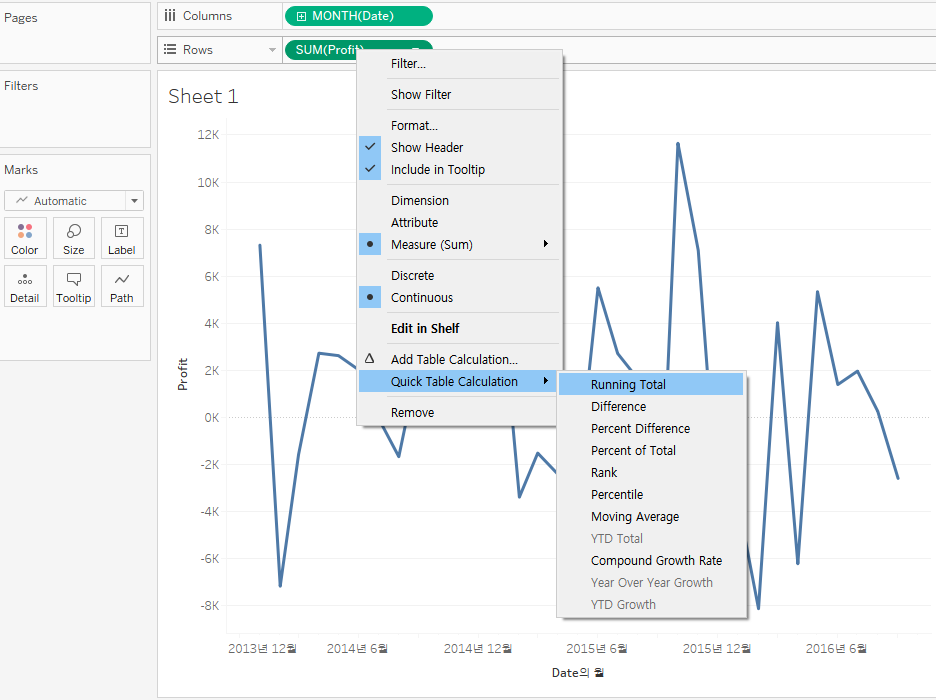 Pages
Columns
MONTH(Date)
Rows
SUM(Profit)
Filters
Marks
Automatic
Color
Size
Label
Detail
Tooltip
Path
Sheet 1
Filter...
Show Filter
Format...
Show Header
Include in Tooltip
Dimension
Attribute
Measure (Sum)
Discrete
Continuous
Edit in Shelf
Add Table Calculation...
Quick Table Calculation
Remove
Running Total
Difference
Percent Difference
Percent of Total
Rank
Percentile
Moving Average
YTD Total
Compound Growth Rate
Year Over Year Growth
YTD Growth
Profit
12K
10K
8K
6K
4K
2K
0K
-2K
-4K
-6K
-8K
2013년 12월
2014년 6월
2014년 12월
2015년 6월
2015년 12월
2016년 6월
Date의 월